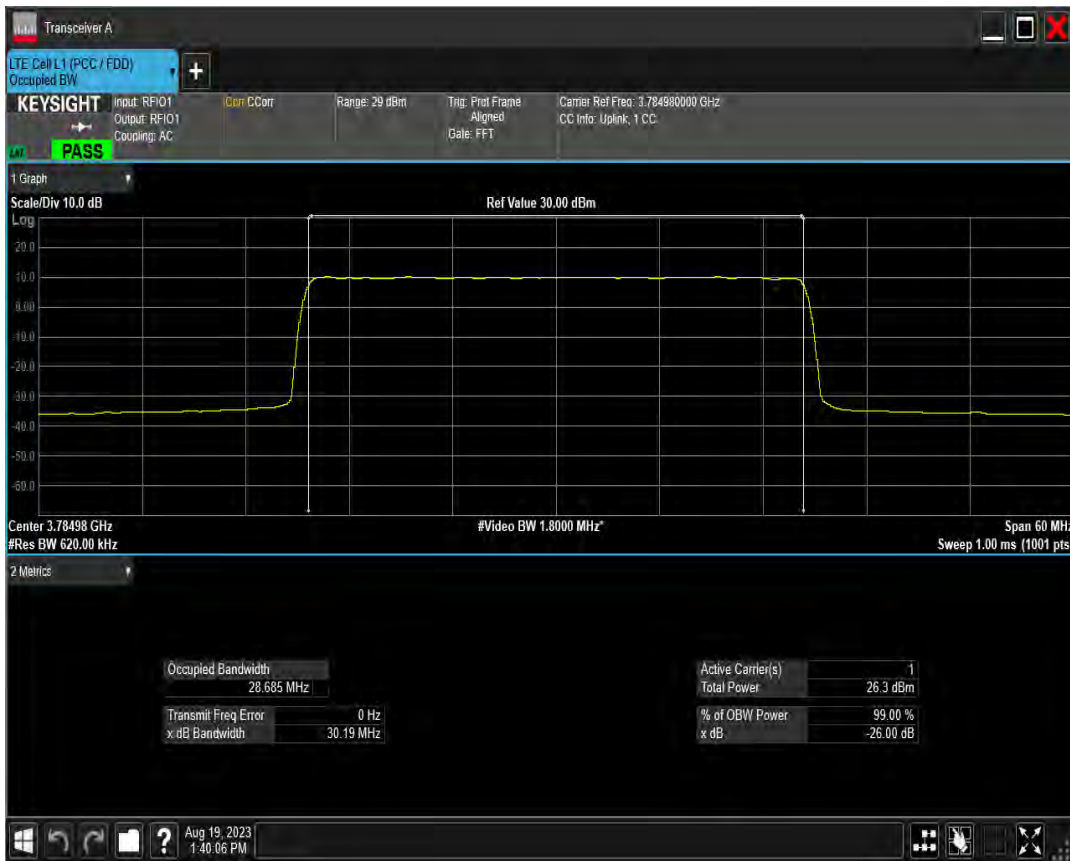 Transceiver A
LTE Cell L1 (PCC / FDD)
Occupied BW
+
KEYSIGHT
PASS
Input: RFIO1
Output: RFIO1
Coupling: AC
Corr CCorr
Range: 29 dBm
Trig: Prot Frame
Aligned
Gate: FFT
Carrier Ref Freq: 3.784980000 GHz
CC Info: Uplink, 1 CC
1 Graph
Scale/Div 10.0 dB
Ref Value 30.00 dBm
Log
20.0
10.0
0.00
-10.0
-20.0
-30.0
-40.0
-50.0
-60.0
Center 3.78498 GHz
#Video BW 1.8000 MHz*
Span 60 MHz
#Res BW 620.00 kHz
Sweep 1.00 ms (1001 pts
2 Metrics
Occupied Bandwidth
28.685 MHz
Transmit Freq Error 0 Hz
x dB Bandwidth 30.19 MHz
Active Carrier(s) 1
Total Power 26.3 dBm
% of OBW Power 99.00 %
x dB -26.00 dB
?
Aug 19, 2023
1:40:06 PM